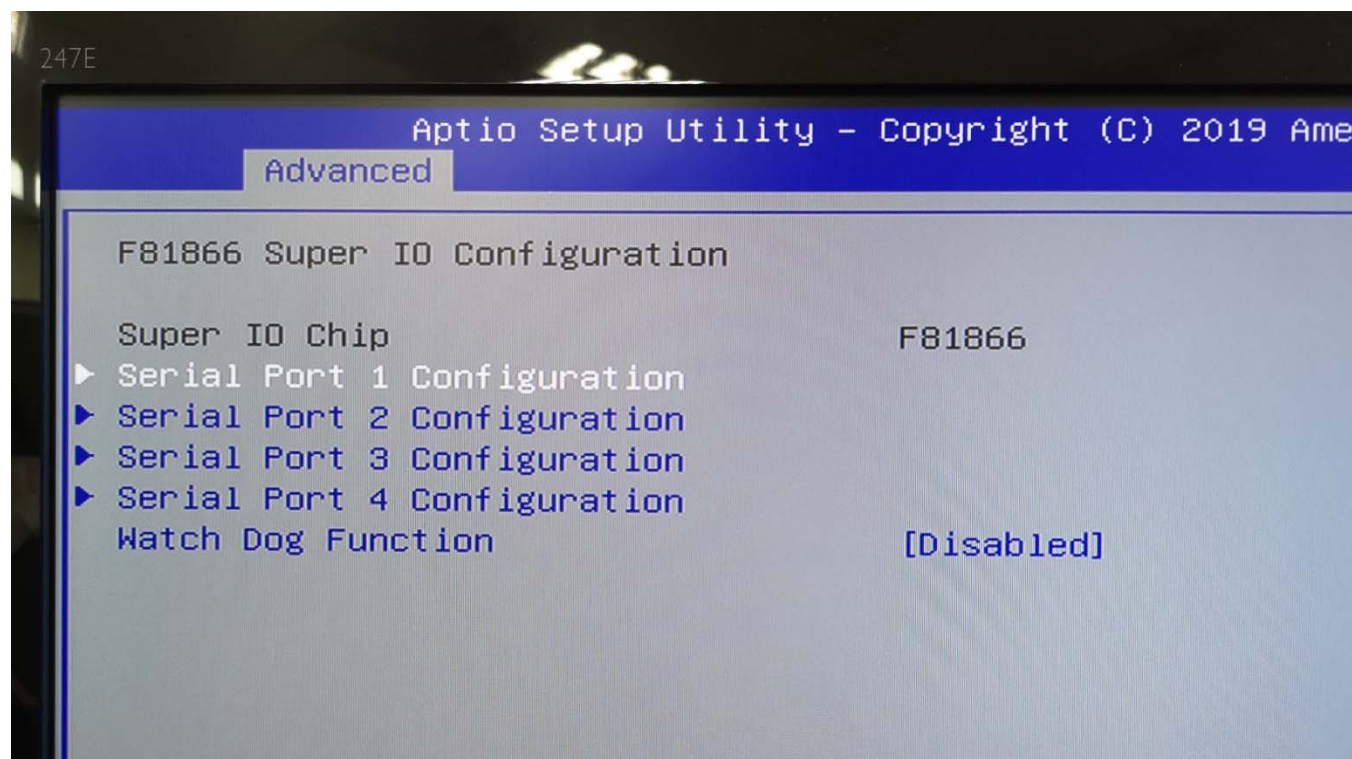 247E
Aptio Setup Utility – Copyright (C) 2019 Ame
Advanced
F81866 Super IO Configuration
Super IO Chip F81866
Serial Port 1 Configuration
Serial Port 2 Configuration
Serial Port 3 Configuration
Serial Port 4 Configuration
Watch Dog Function [Disabled]